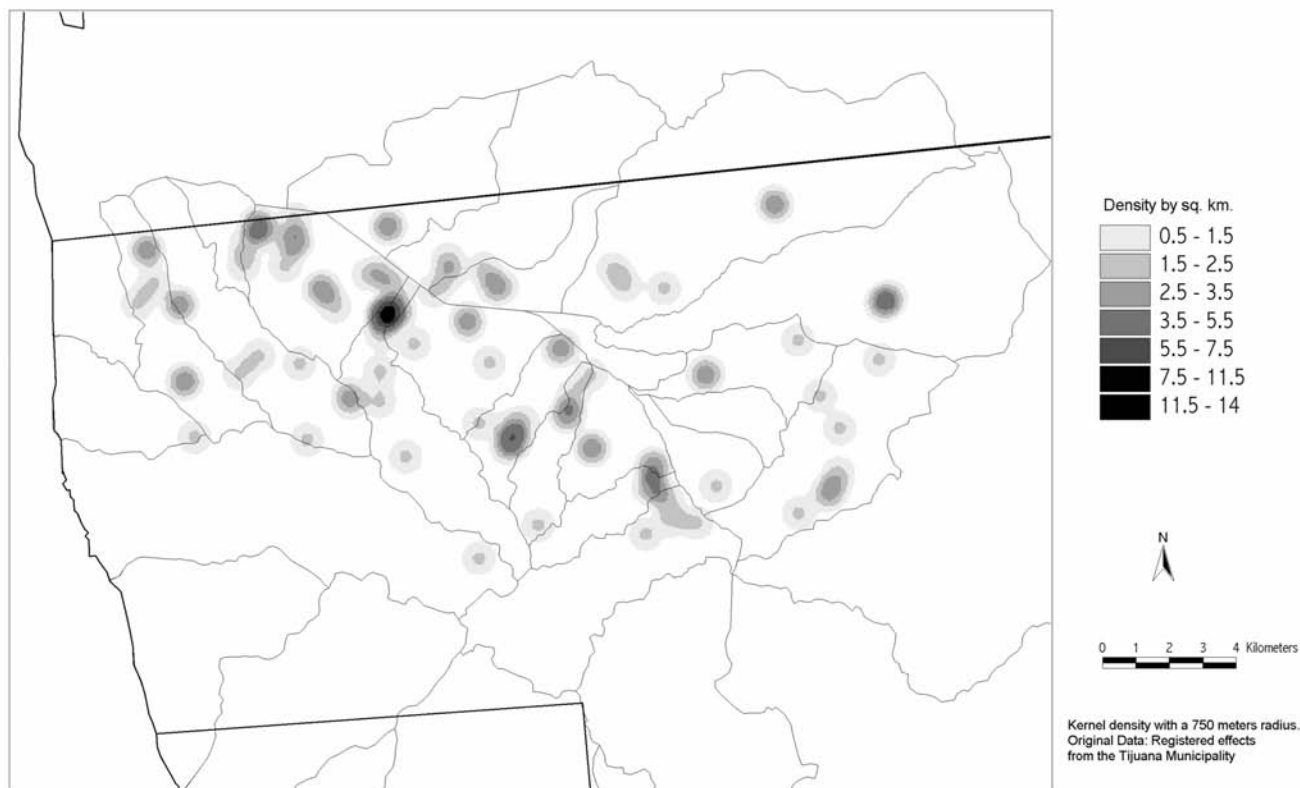 Density by sq. km.
0.5 - 1.5
1.5 - 2.5
2.5 - 3.5
3.5 - 5.5
5.5 - 7.5
7.5 - 11.5
11.5 - 14
N
0 1 2 3 4 Kilometers
Kernel density with a 750 meters radius.
Original Data: Registered effects
from the Tijuana Municipality